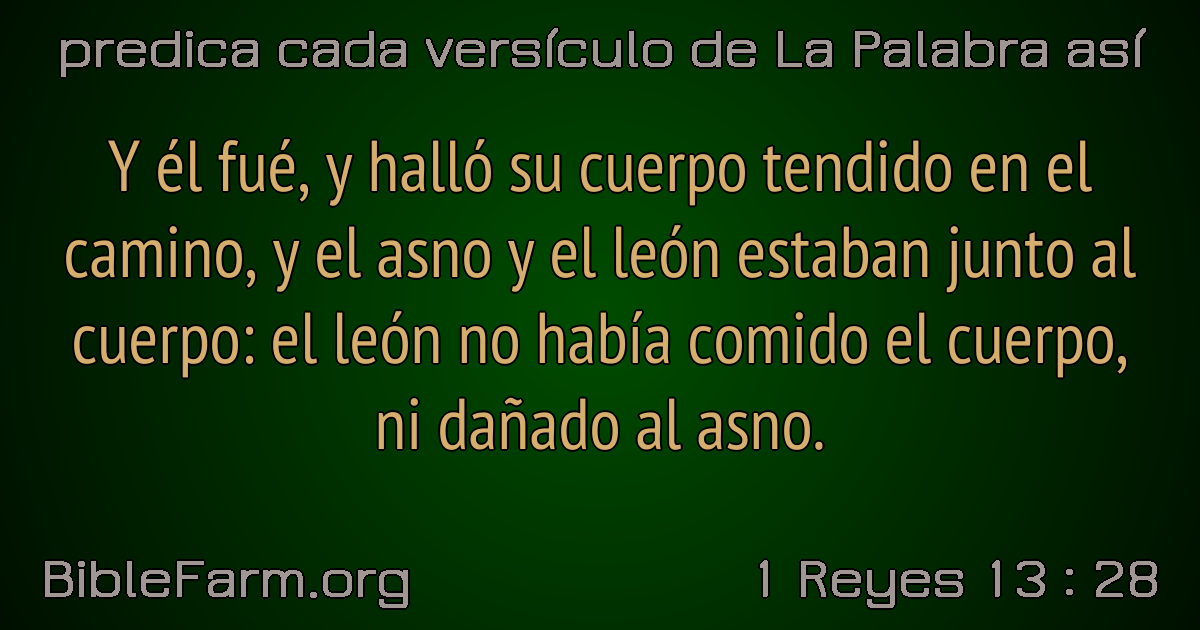 predica cada versículo de La Palabra así
Y él fué, y halló su cuerpo tendido en el
camino, y el asno y el león estaban junto al
cuerpo: el león no había comido el cuerpo,
ni dañado al asno.
BibleFarm.org
1 Reyes 13 : 28